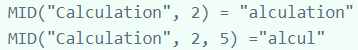 MID("Calculation", 2) = "alculation"
MID("Calculation", 2, 5) ="alcul"